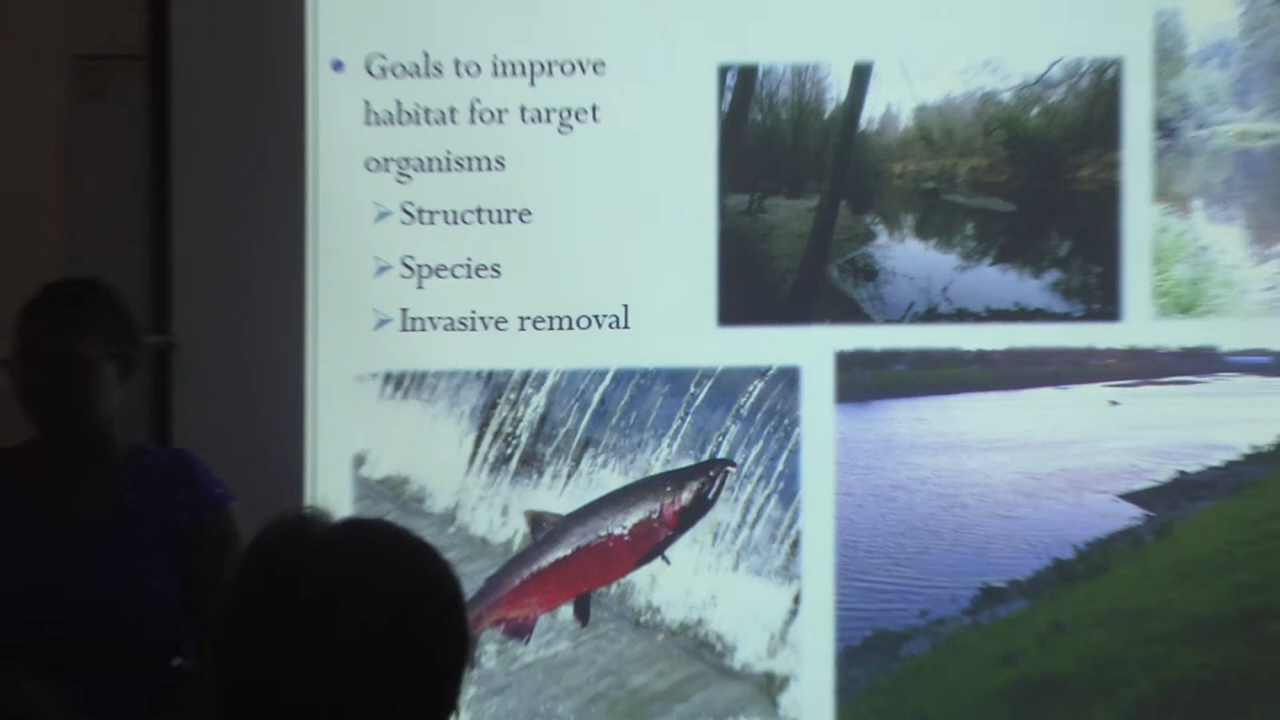 Goals to improve
habitat for target
organisms
Structure
Species
Invasive removal